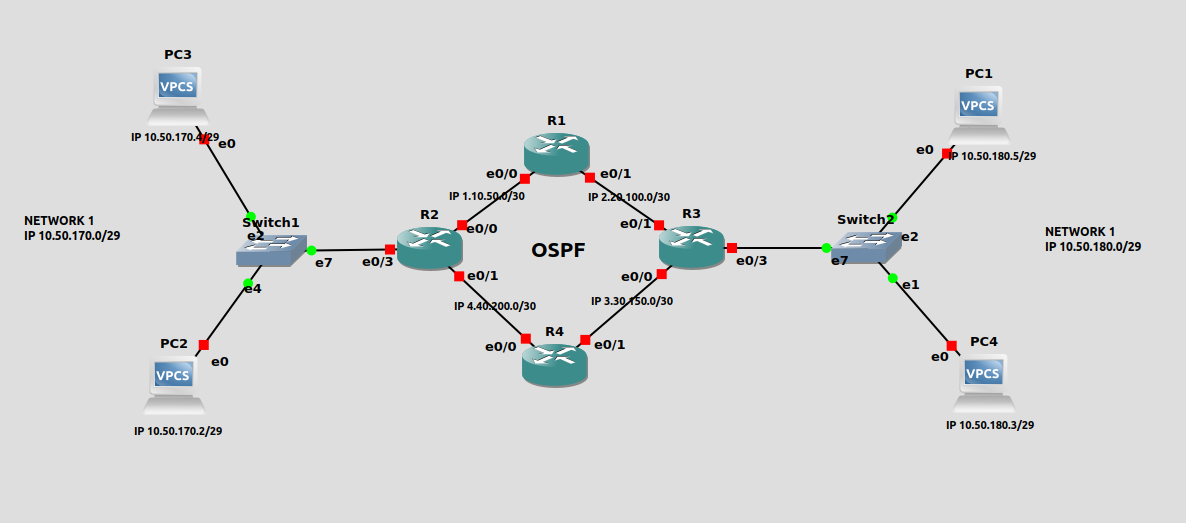 PC3
VPCS
IP 10.50.170.4/29
e0
PC1
VPCS
e0
IP 10.50.180.5/29
R1
e0/0
e0/1
IP 1.10.50.0/30
IP 2.20.100.0/30
NETWORK 1
IP 10.50.170.0/29
Switch1
e2
e7
e4
R2
e0/0
e0/3
e0/1
OSPF
R3
e0/1
e0/3
e0/0
Switch2
e2
e7
e1
NETWORK 1
IP 10.50.180.0/29
IP 4.40.200.0/30
IP 3.30.150.0/30
R4
e0/0
e0/1
PC2
e0
VPCS
IP 10.50.170.2/29
PC4
e0
VPCS
IP 10.50.180.3/29